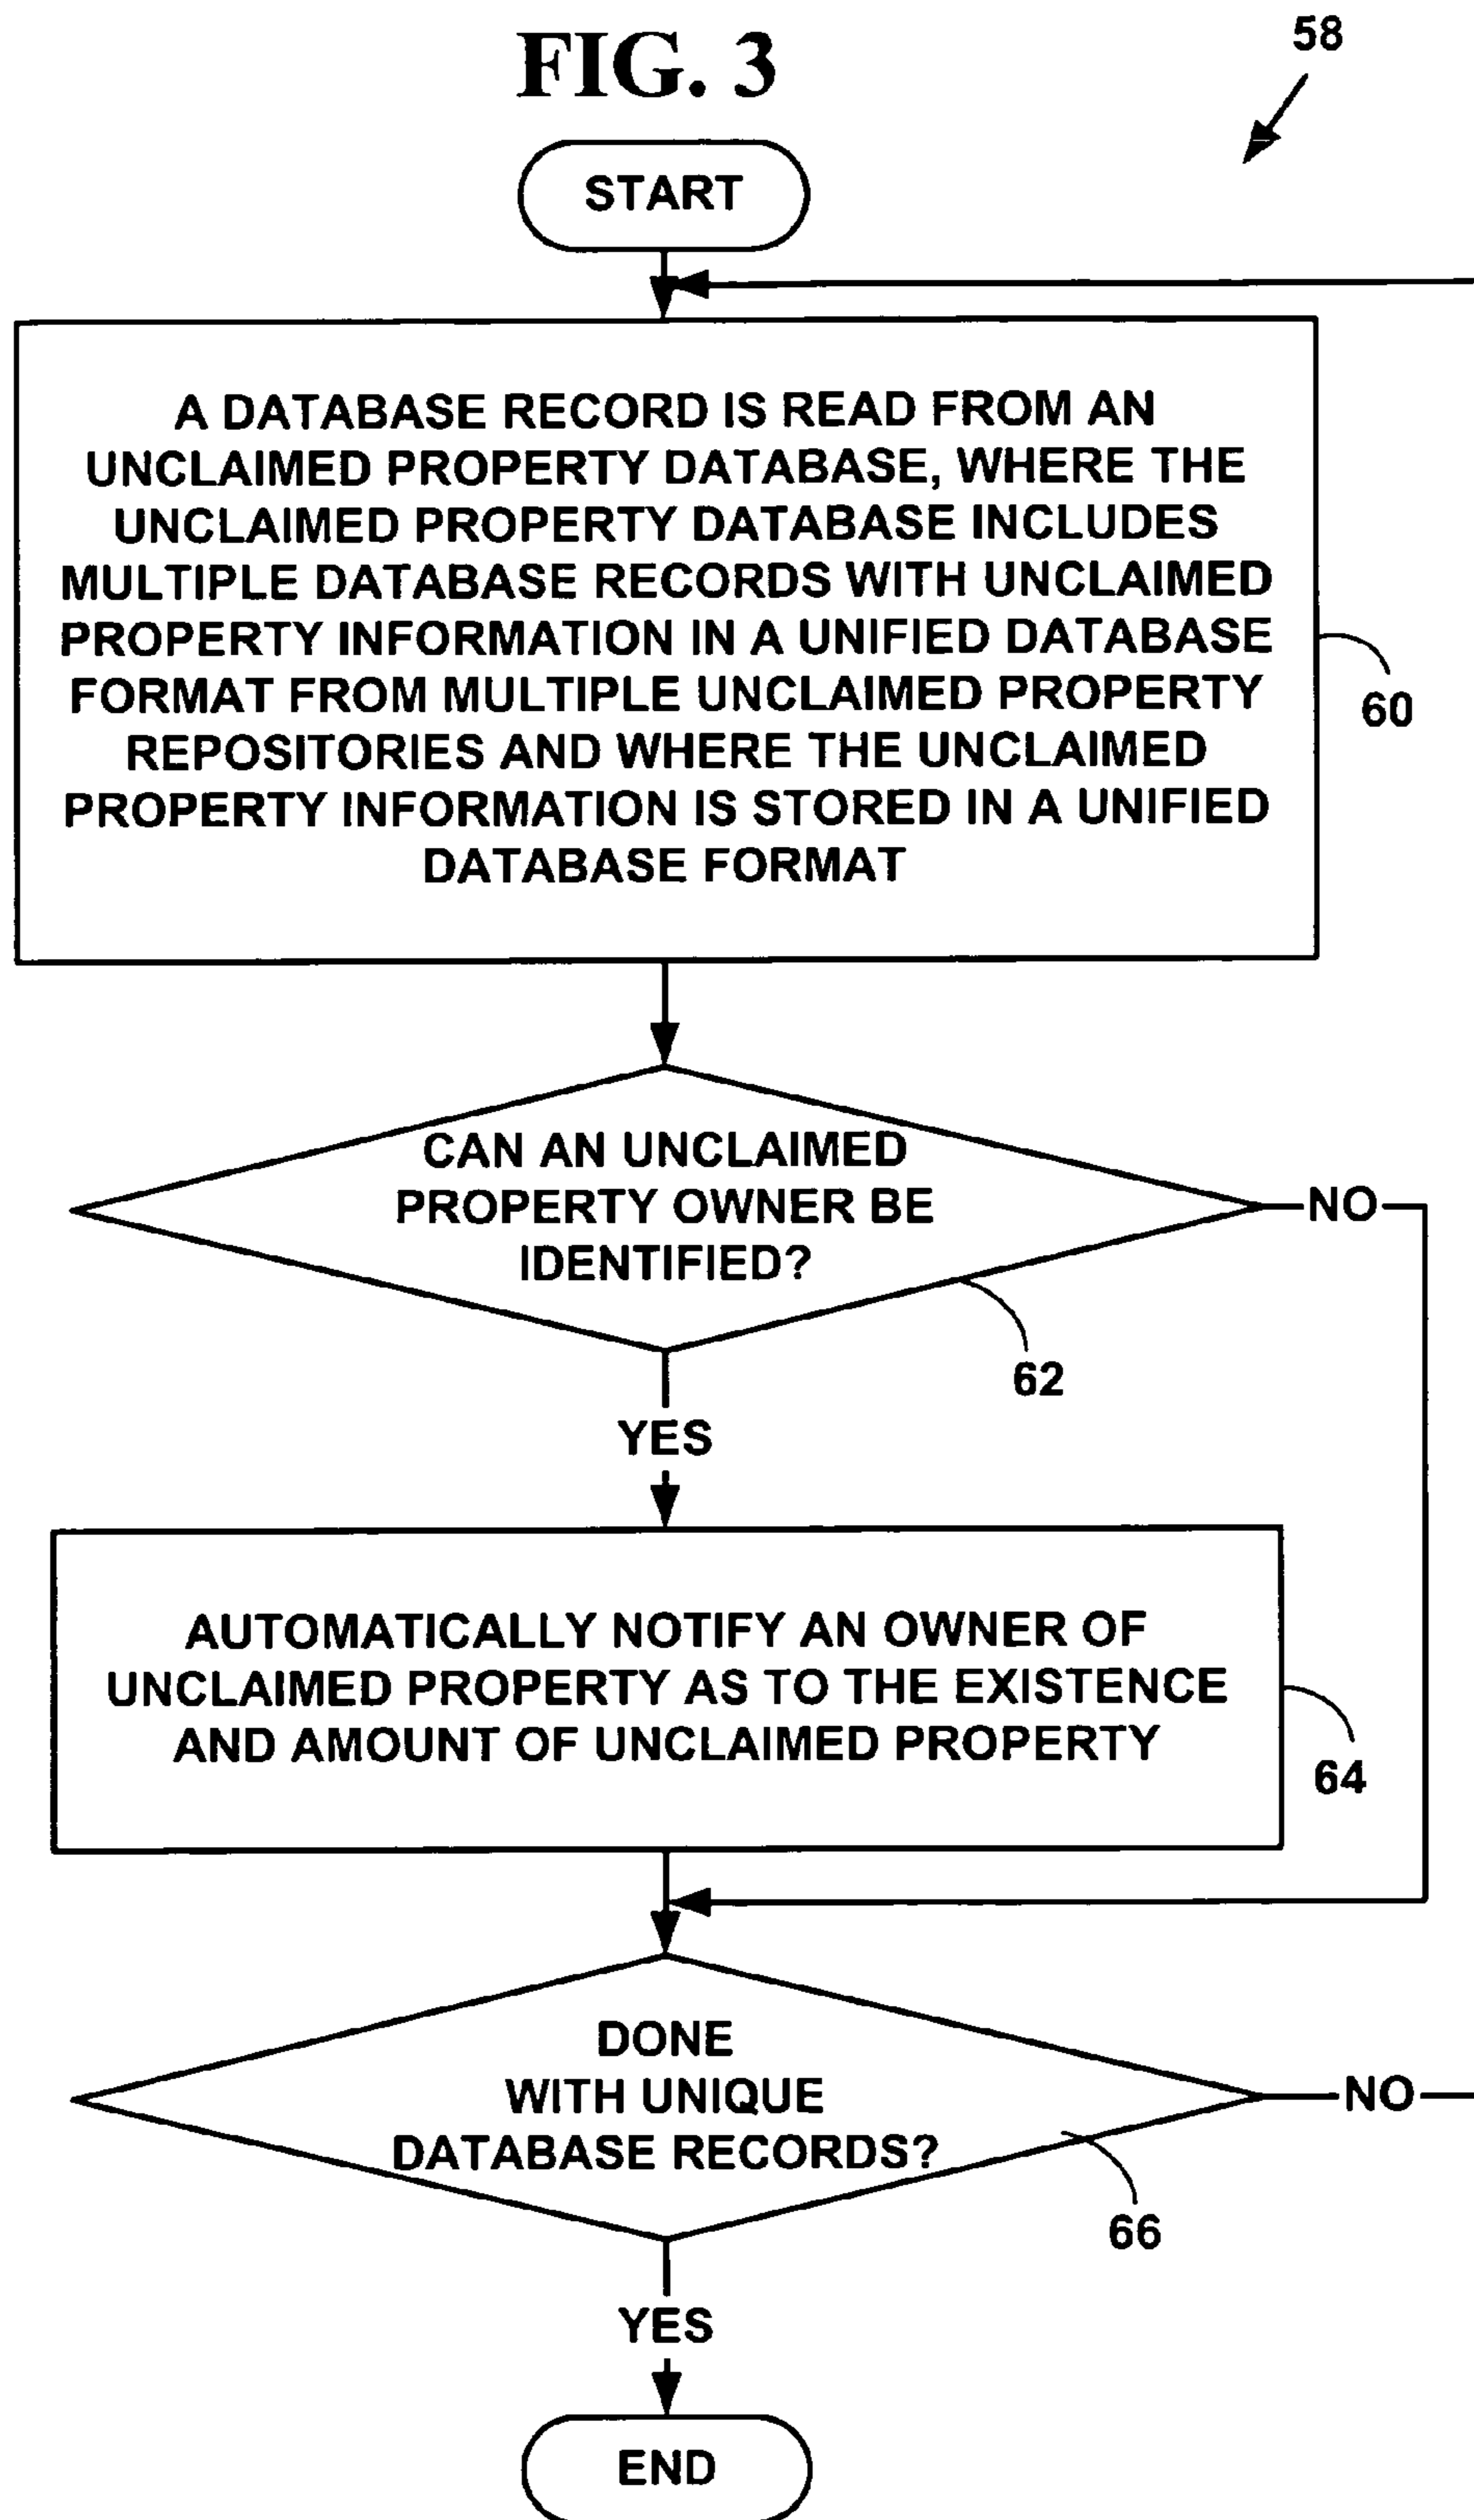 FIG. 3
58
START
A DATABASE RECORD IS READ FROM AN
UNCLAIMED PROPERTY DATABASE, WHERE THE
UNCLAIMED PROPERTY DATABASE INCLUDES
MULTIPLE DATABASE RECORDS WITH UNCLAIMED
PROPERTY INFORMATION IN A UNIFIED DATABASE
FORMAT FROM MULTIPLE UNCLAIMED PROPERTY
REPOSITORIES AND WHERE THE UNCLAIMED
PROPERTY INFORMATION IS STORED IN A UNIFIED
DATABASE FORMAT
60
CAN AN UNCLAIMED
PROPERTY OWNER BE
IDENTIFIED?
NO
62
YES
AUTOMATICALLY NOTIFY AN OWNER OF
UNCLAIMED PROPERTY AS TO THE EXISTENCE
AND AMOUNT OF UNCLAIMED PROPERTY
64
DONE
WITH UNIQUE
DATABASE RECORDS?
NO
66
YES
END